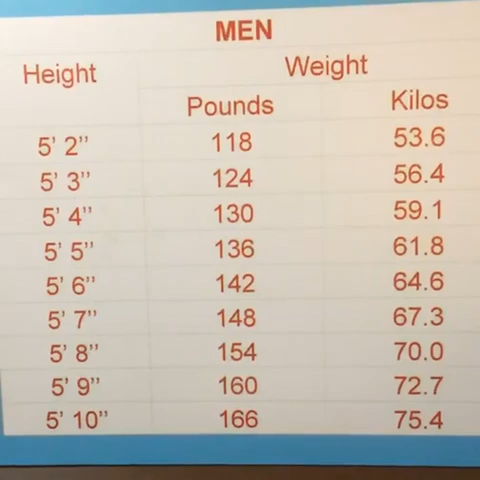 MEN
Height Weight
Pounds Kilos
5' 2" 118 53.6
5' 3" 124 56.4
5' 4" 130 59.1
5' 5" 136 61.8
5' 6" 142 64.6
5' 7" 148 67.3
5' 8" 154 70.0
5' 9" 160 72.7
5' 10" 166 75.4